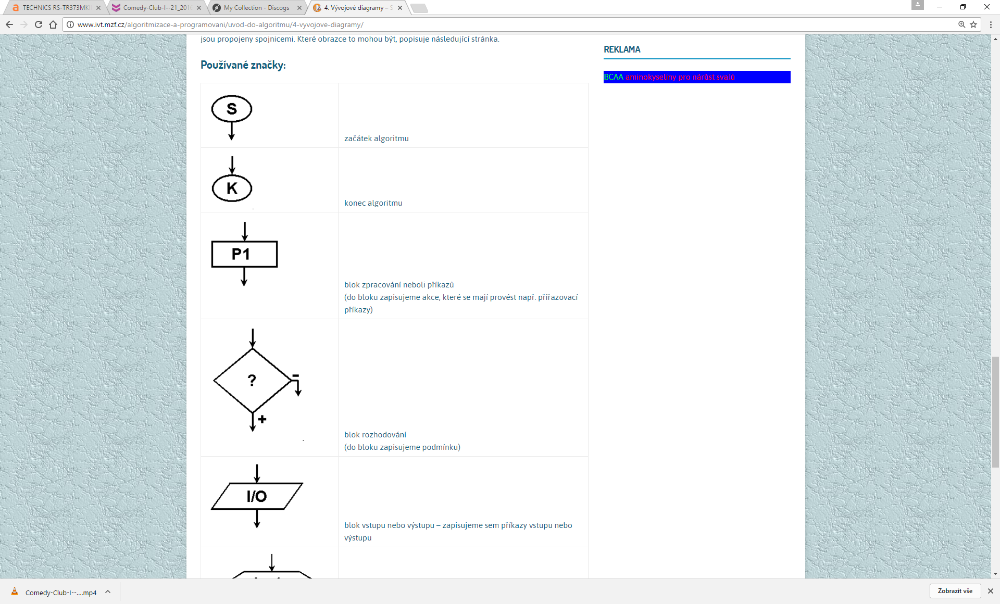 TECHNICS RS-TR373MKI
Comedy-Club-I--21_2016
My Collection - Discogs
4. Vývojové diagramy – S
www.ivt.mzf.cz/algoritmizace-a-programovani/uvod-do-algoritmu/4-vyvojove-diagramy/
jsou propojeny spojnicemi. Které obrazce to mohou být, popisuje následující stránka.
REKLAMA
BCAA aminokyseliny pro nárůst svalů
Používané značky:
S
začátek algoritmu
K
konec algoritmu
P1
blok zpracování neboli příkazů
(do bloku zapisujeme akce, které se mají provést např. přiřazovací
příkazy)
?
-
+
blok rozhodování
(do bloku zapisujeme podmínku)
I/O
blok vstupu nebo výstupu – zapisujeme sem příkazy vstupu nebo
výstupu
Comedy-Club-I--....mp4
Zobrazit vše